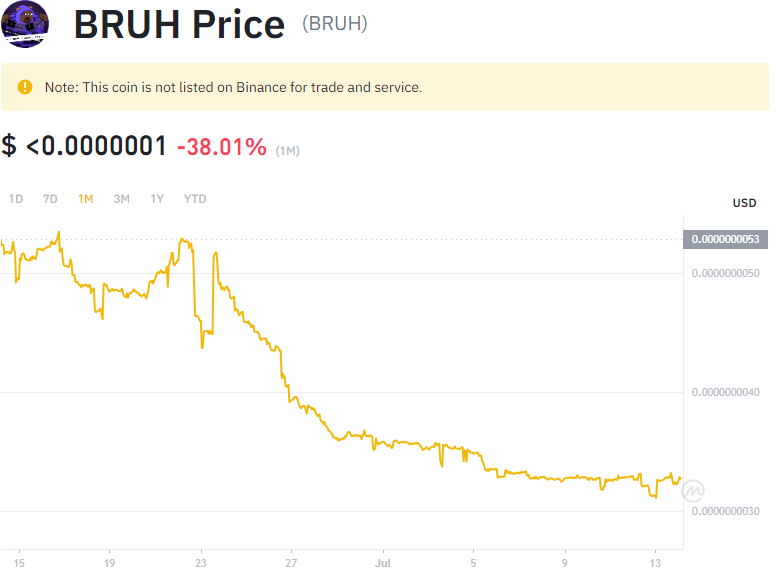 BRUH Price (BRUH)
Note: This coin is not listed on Binance for trade and service.
$ <0.0000001 -38.01% (1M)
1D 7D 1M 3M 1Y YTD
USD
0.0000000053
0.0000000050
0.0000000040
0.0000000030
15 19 23 27 Jul 5 9 13